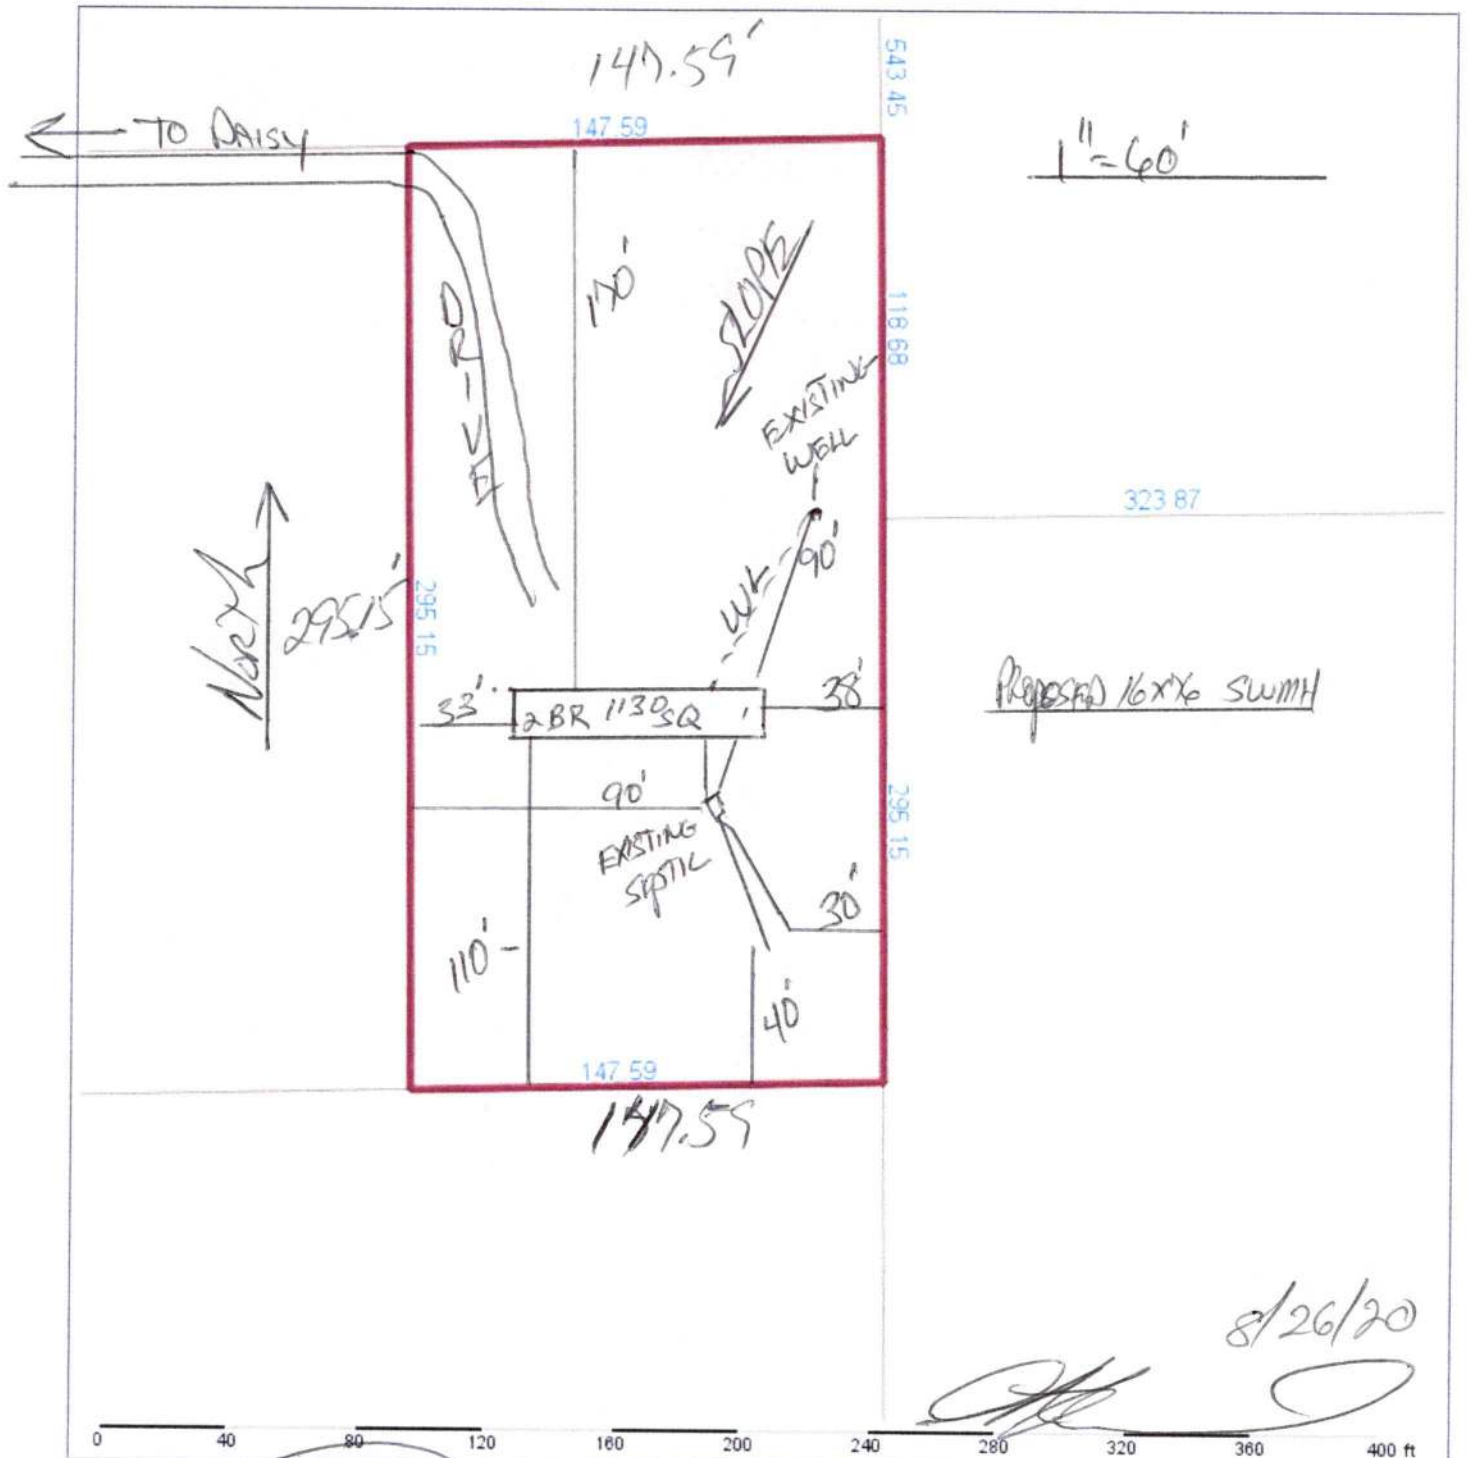 147.59'
543.45
← TO DAISY
147.59
1"=60'
170'
SLOPE
DRIVE
118.68
EXISTING
WELL
323.87
90'
WL
North
295.15'
295.15
PROPOSED 16x76 SWMH
33'
2BR 1130 SQ '
38'
90'
EXISTING
SEPTIC
295.15
30'
110'
40'
147.59
147.59
8/26/20
0 40 80 120 160 200 240 280 320 360 400 ft